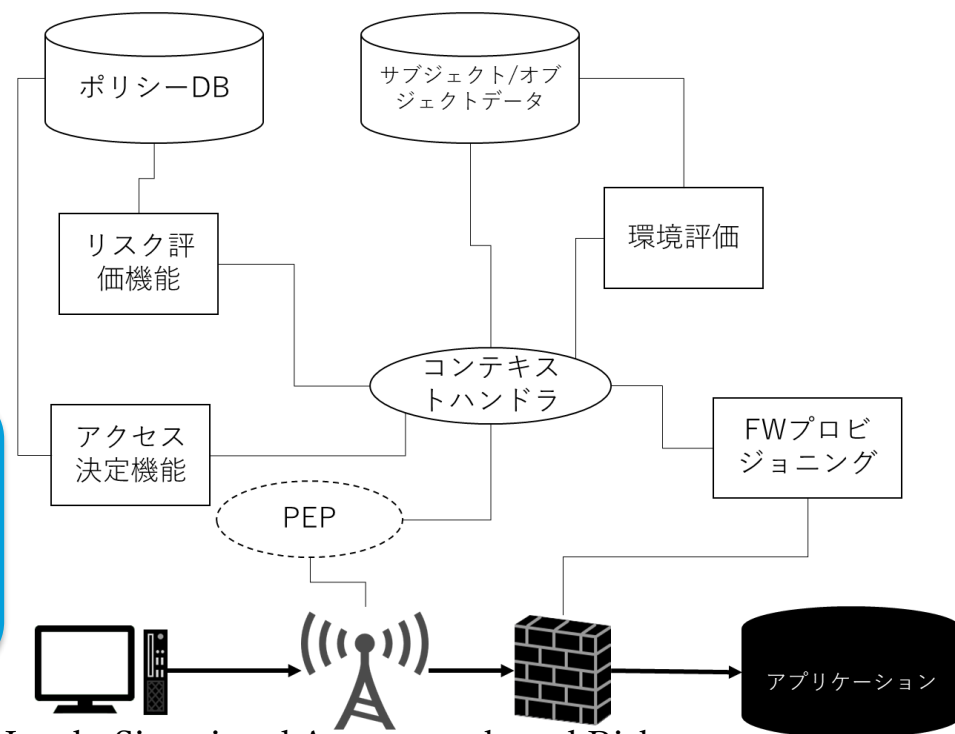 ポリシーDB
サブジェクト/オブ
ジェクトデータ
リスク評
価機能
環境評価
コンテキス
トハンドラ
アクセス
決定機能
FWプロビ
ジョニング
PEP
アプリケーション